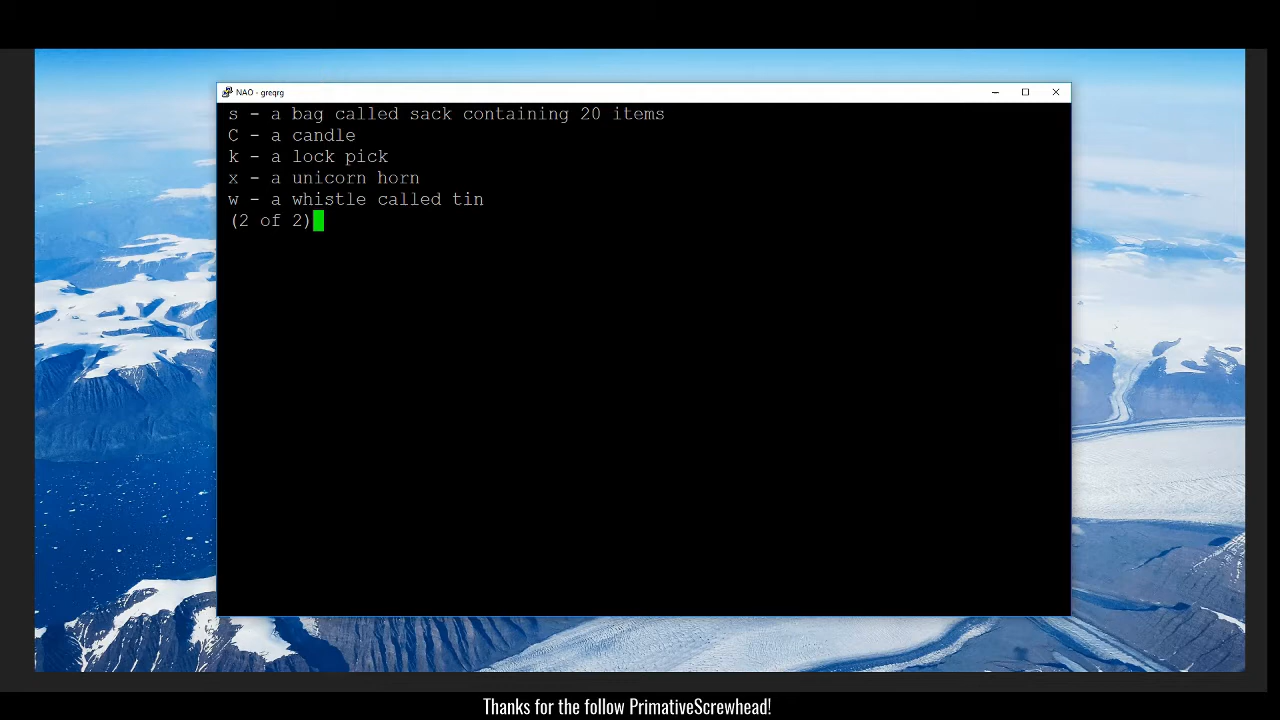 NAO - greqrg
s - a bag called sack containing 20 items
C - a candle
k - a lock pick
x - a unicorn horn
w - a whistle called tin
(2 of 2)
Thanks for the follow PrimativeScrewhead!